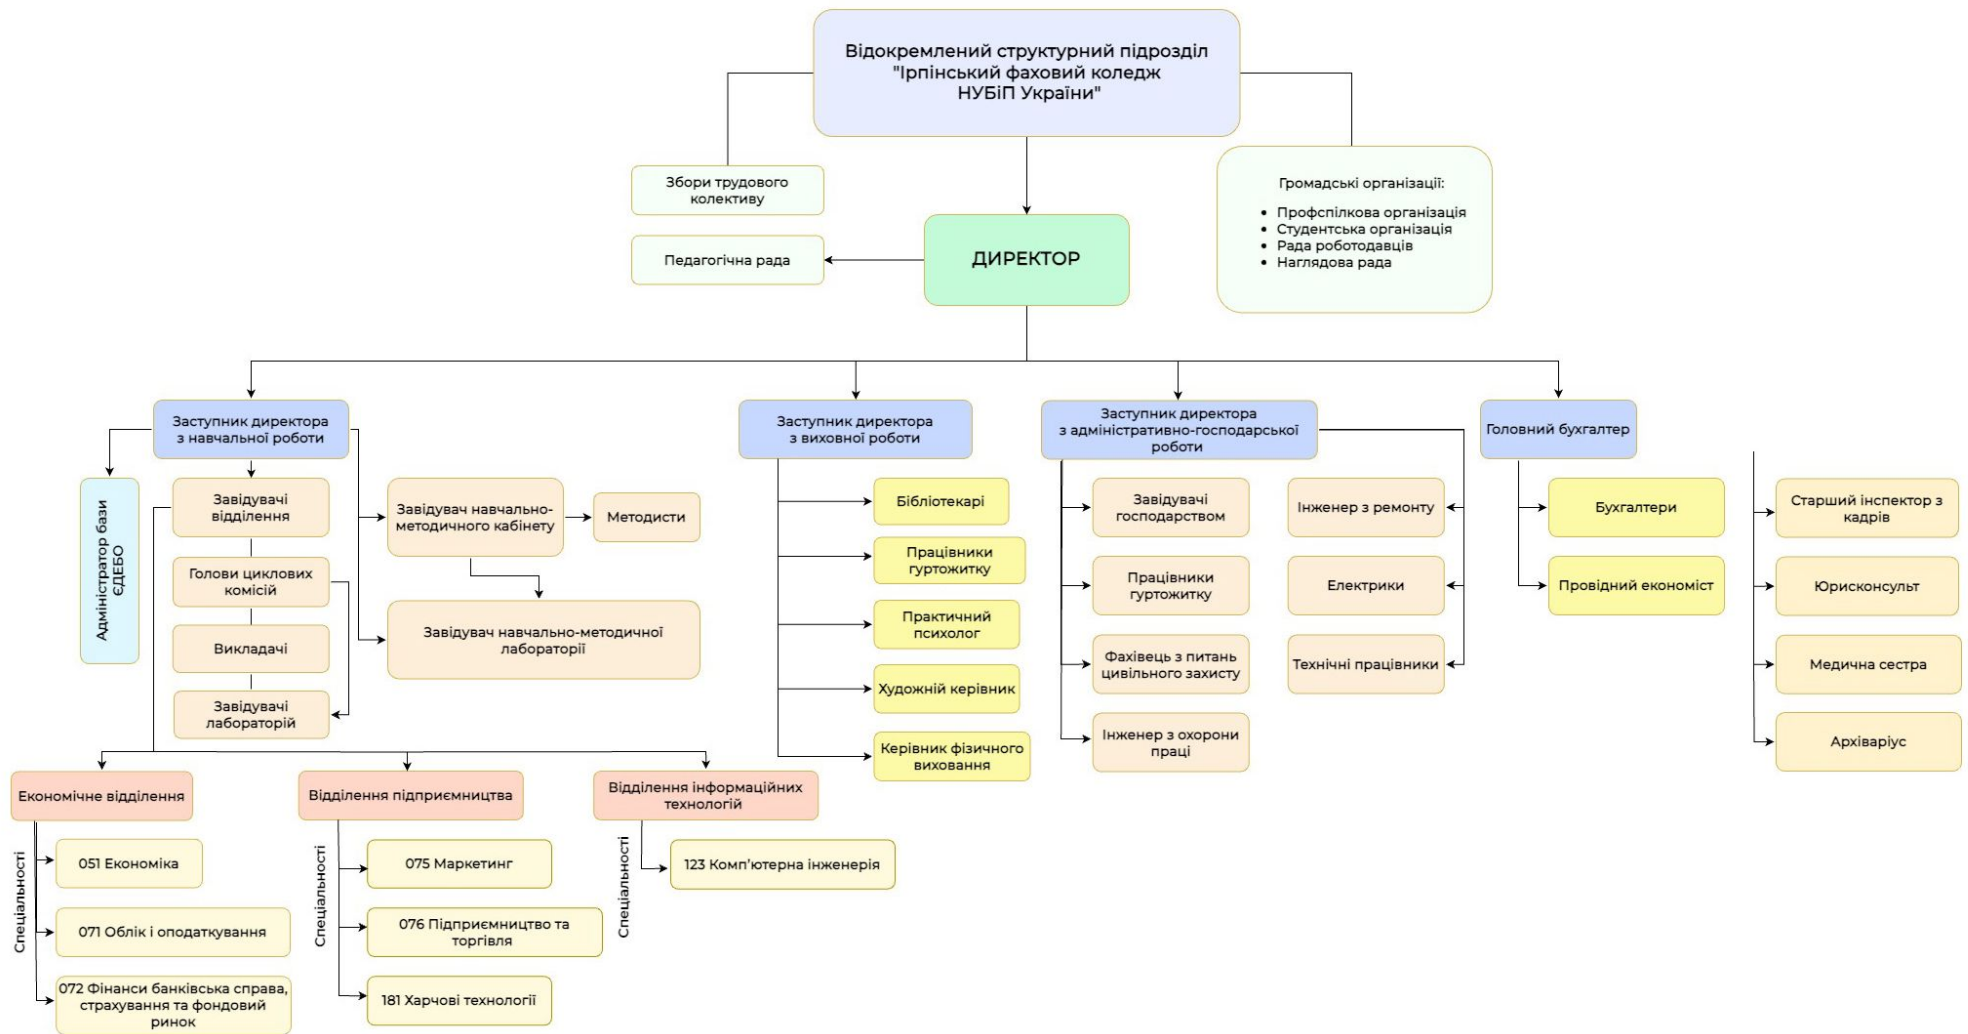 Відокремлений структурний підрозділ
"Ірпінський фаховий коледж
НУБіП України"
Збори трудового
колективу
Громадські організації:
• Профспілкова організація
• Студентська організація
• Рада роботодавців
• Наглядова рада
Педагогічна рада
ДИРЕКТОР
Заступник директора
з навчальної роботи
Заступник директора
з виховної роботи
Заступник директора
з адміністративно-господарської
роботи
Головний бухгалтер
Адміністратор бази
ЄДЕБО
Завідувачі
відділення
Голови циклових
комісій
Викладачі
Завідувачі
лабораторій
Завідувач навчально-
методичного кабінету
Методисти
Завідувач навчально-методичної
лабораторії
Бібліотекарі
Працівники
гуртожитку
Практичний
психолог
Художній керівник
Керівник фізичного
виховання
Завідувачі
господарством
Працівники
гуртожитку
Фахівець з питань
цивільного захисту
Інженер з охорони
праці
Інженер з ремонту
Електрики
Технічні працівники
Бухгалтери
Провідний економіст
Старший інспектор з
кадрів
Юрисконсульт
Медична сестра
Архіваріус
Економічне відділення
Спеціальності
051 Економіка
071 Облік і оподаткування
072 Фінанси банківська справа,
страхування та фондовий
ринок
Відділення підприємництва
Спеціальності
075 Маркетинг
076 Підприємництво та
торгівля
181 Харчові технології
Відділення інформаційних
технологій
Спеціальності
123 Комп'ютерна інженерія